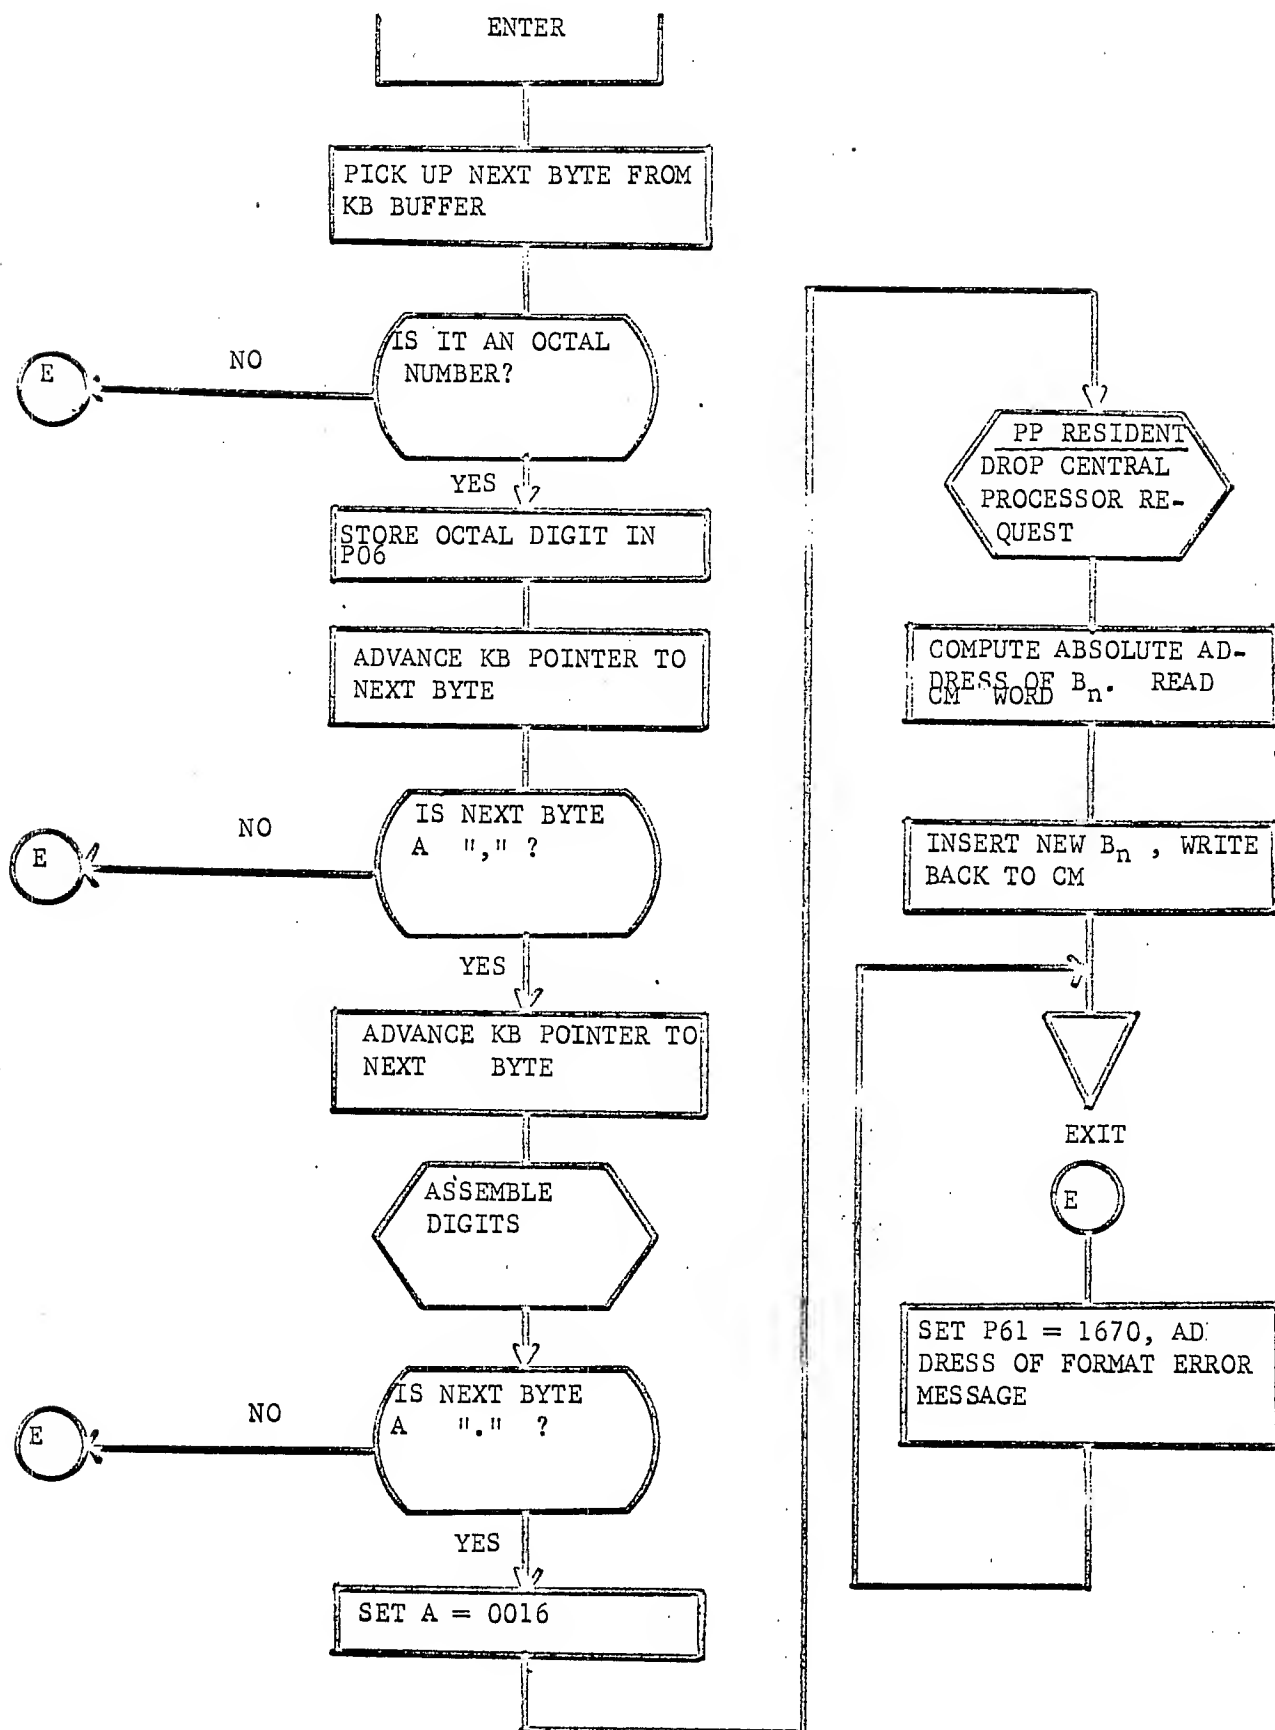 ENTER
PICK UP NEXT BYTE FROM
KB BUFFER
IS IT AN OCTAL
NUMBER?
NO
E
YES
STORE OCTAL DIGIT IN
P06
ADVANCE KB POINTER TO
NEXT BYTE
IS NEXT BYTE
A "," ?
NO
E
YES
ADVANCE KB POINTER TO
NEXT BYTE
ASSEMBLE
DIGITS
IS NEXT BYTE
A "." ?
NO
E
YES
SET A = 0016
PP RESIDENT
DROP CENTRAL
PROCESSOR RE-
QUEST
COMPUTE ABSOLUTE AD-
DRESS OF Bn. READ
CM WORD Bn.
INSERT NEW Bn , WRITE
BACK TO CM
EXIT
E
SET P61 = 1670, AD
DRESS OF FORMAT ERROR
MESSAGE